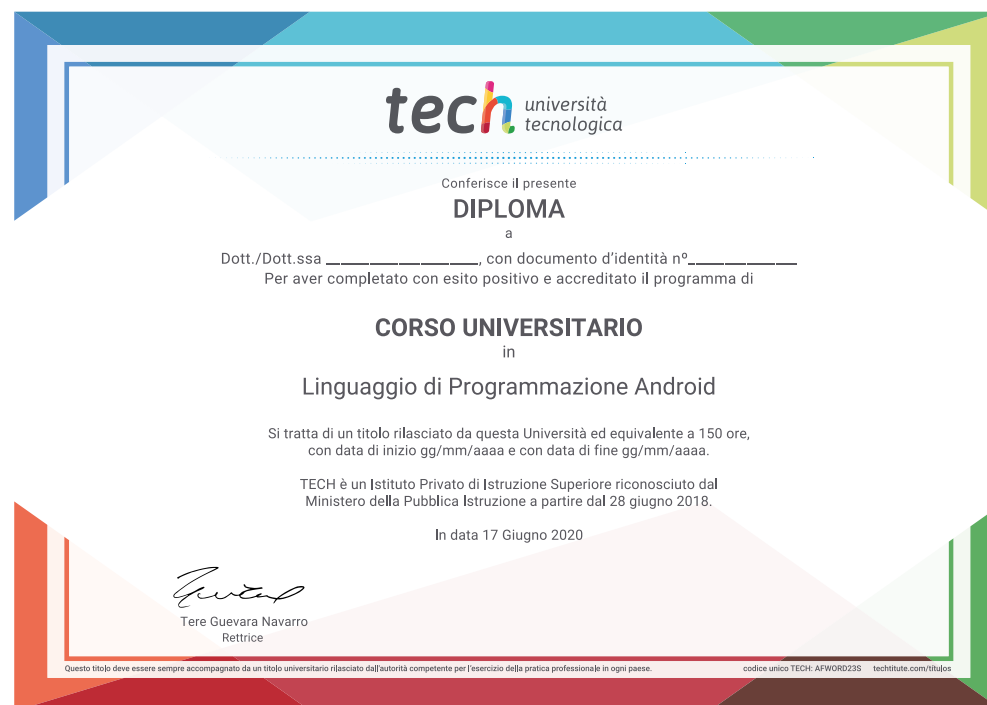 tech università
tecnologica
Conferisce il presente
DIPLOMA
a
Dott./Dott.ssa ____________________, con documento d'identità nº_______________
Per aver completato con esito positivo e accreditato il programma di
CORSO UNIVERSITARIO
in
Linguaggio di Programmazione Android
Si tratta di un titolo rilasciato da questa Università ed equivalente a 150 ore,
con data di inizio gg/mm/aaaa e con data di fine gg/mm/aaaa.
TECH è un Istituto Privato di Istruzione Superiore riconosciuto dal
Ministero della Pubblica Istruzione a partire dal 28 giugno 2018.
In data 17 Giugno 2020
Tere Guevara Navarro
Rettrice
Questo titolo deve essere sempre accompagnato da un titolo universitario rilasciato dall'autorità competente per l'esercizio della pratica professionale in ogni paese. codice unico TECH: AFWORD23S techtitute.com/títulos